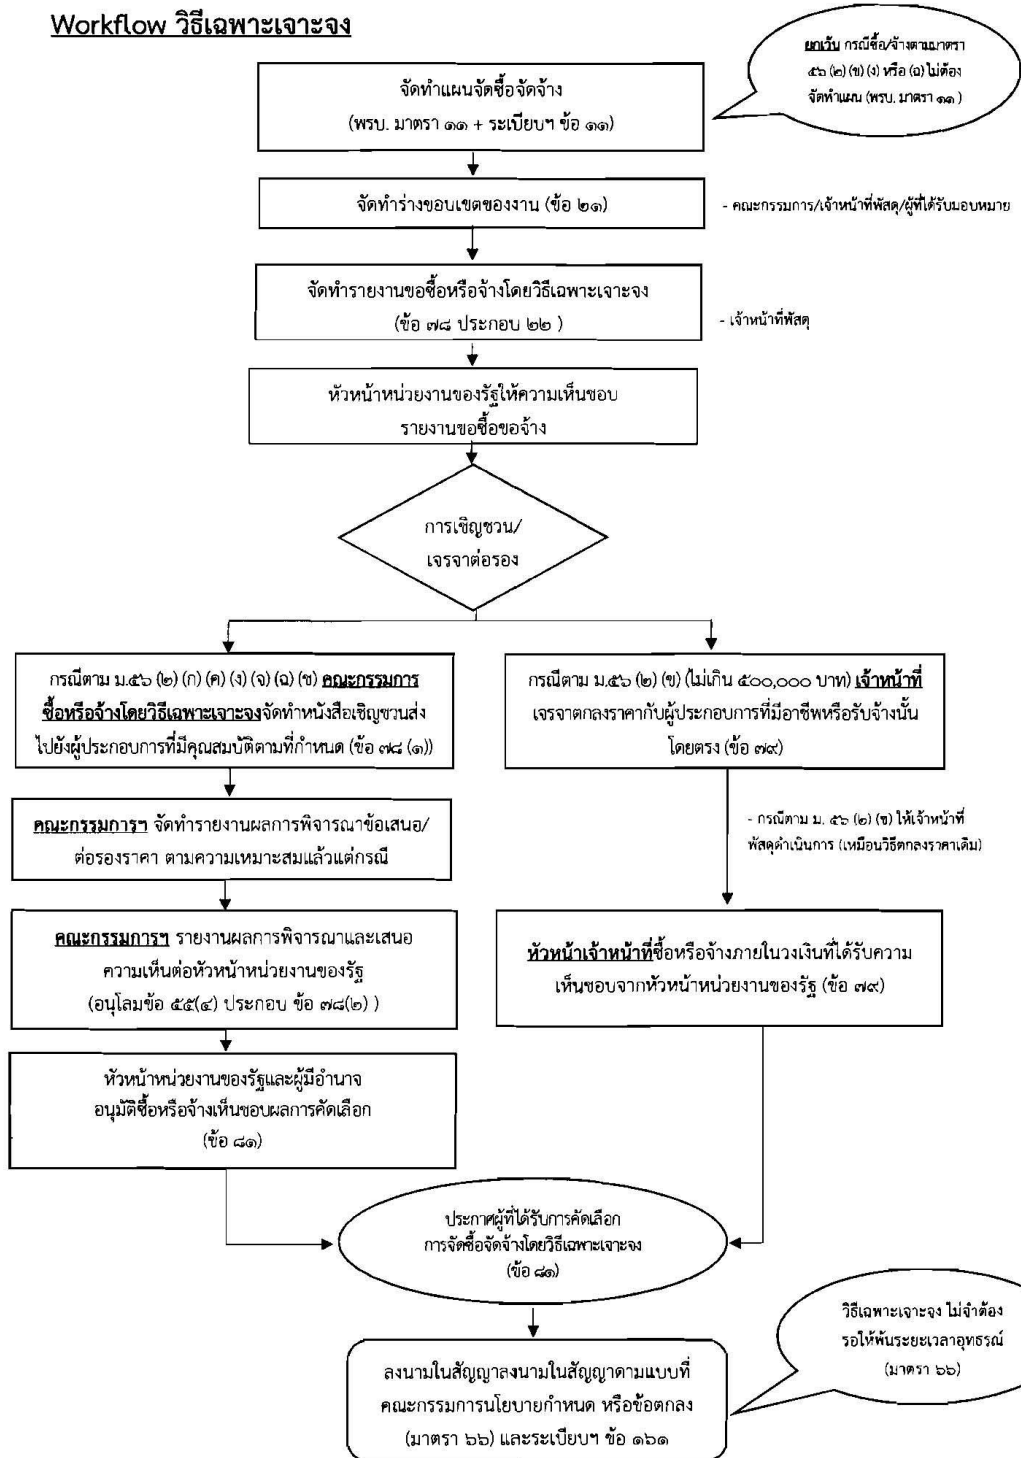 Workflow วิธีเฉพาะเจาะจง
ยกเว้น กรณีซื้อ/จ้างตามมาตรา
๕๖ (๒) (ข) (ง) หรือ (ฉ) ไม่ต้อง
จัดทำแผน (พรบ. มาตรา ๑๑ )
จัดทำแผนจัดซื้อจัดจ้าง
(พรบ. มาตรา ๑๑ + ระเบียบฯ ข้อ ๑๑)
จัดทำร่างขอบเขตของงาน (ข้อ ๒๑)
- คณะกรรมการ/เจ้าหน้าที่พัสดุ/ผู้ที่ได้รับมอบหมาย
จัดทำรายงานขอซื้อหรือจ้างโดยวิธีเฉพาะเจาะจง
(ข้อ ๗๘ ประกอบ ๒๒ )
- เจ้าหน้าที่พัสดุ
หัวหน้าหน่วยงานของรัฐให้ความเห็นชอบ
รายงานขอซื้อขอจ้าง
การเชิญชวน/
เจรจาต่อรอง
กรณีตาม ม.๕๖ (๒) (ก) (ค) (ง) (จ) (ฉ) (ช) คณะกรรมการ
ซื้อหรือจ้างโดยวิธีเฉพาะเจาะจงจัดทำหนังสือเชิญชวนส่ง
ไปยังผู้ประกอบการที่มีคุณสมบัติตามที่กำหนด (ข้อ ๗๘ (๑))
กรณีตาม ม.๕๖ (๒) (ข) (ไม่เกิน ๕๐๐,๐๐๐ บาท) เจ้าหน้าที่
เจรจาตกลงราคากับผู้ประกอบการที่มีอาชีพหรือรับจ้างนั้น
โดยตรง (ข้อ ๗๙)
คณะกรรมการฯ จัดทำรายงานผลการพิจารณาข้อเสนอ/
ต่อรองราคา ตามความเหมาะสมแล้วแต่กรณี
- กรณีตาม ม. ๕๖ (๒) (ข) ให้เจ้าหน้าที่
พัสดุดำเนินการ (เหมือนวิธีตกลงราคาเดิม)
คณะกรรมการฯ รายงานผลการพิจารณาและเสนอ
ความเห็นต่อหัวหน้าหน่วยงานของรัฐ
(อนุโลมข้อ ๕๕(๔) ประกอบ ข้อ ๗๘(๒) )
หัวหน้าเจ้าหน้าที่ซื้อหรือจ้างภายในวงเงินที่ได้รับความ
เห็นชอบจากหัวหน้าหน่วยงานของรัฐ (ข้อ ๗๙)
หัวหน้าหน่วยงานของรัฐและผู้มีอำนาจ
อนุมัติซื้อหรือจ้างเห็นชอบผลการคัดเลือก
(ข้อ ๘๑)
ประกาศผู้ที่ได้รับการคัดเลือก
การจัดซื้อจัดจ้างโดยวิธีเฉพาะเจาะจง
(ข้อ ๘๑)
วิธีเฉพาะเจาะจง ไม่จำต้อง
รอให้พ้นระยะเวลาอุทธรณ์
(มาตรา ๖๖)
ลงนามในสัญญาลงนามในสัญญาตามแบบที่
คณะกรรมการนโยบายกำหนด หรือข้อตกลง
(มาตรา ๖๖) และระเบียบฯ ข้อ ๑๖๑